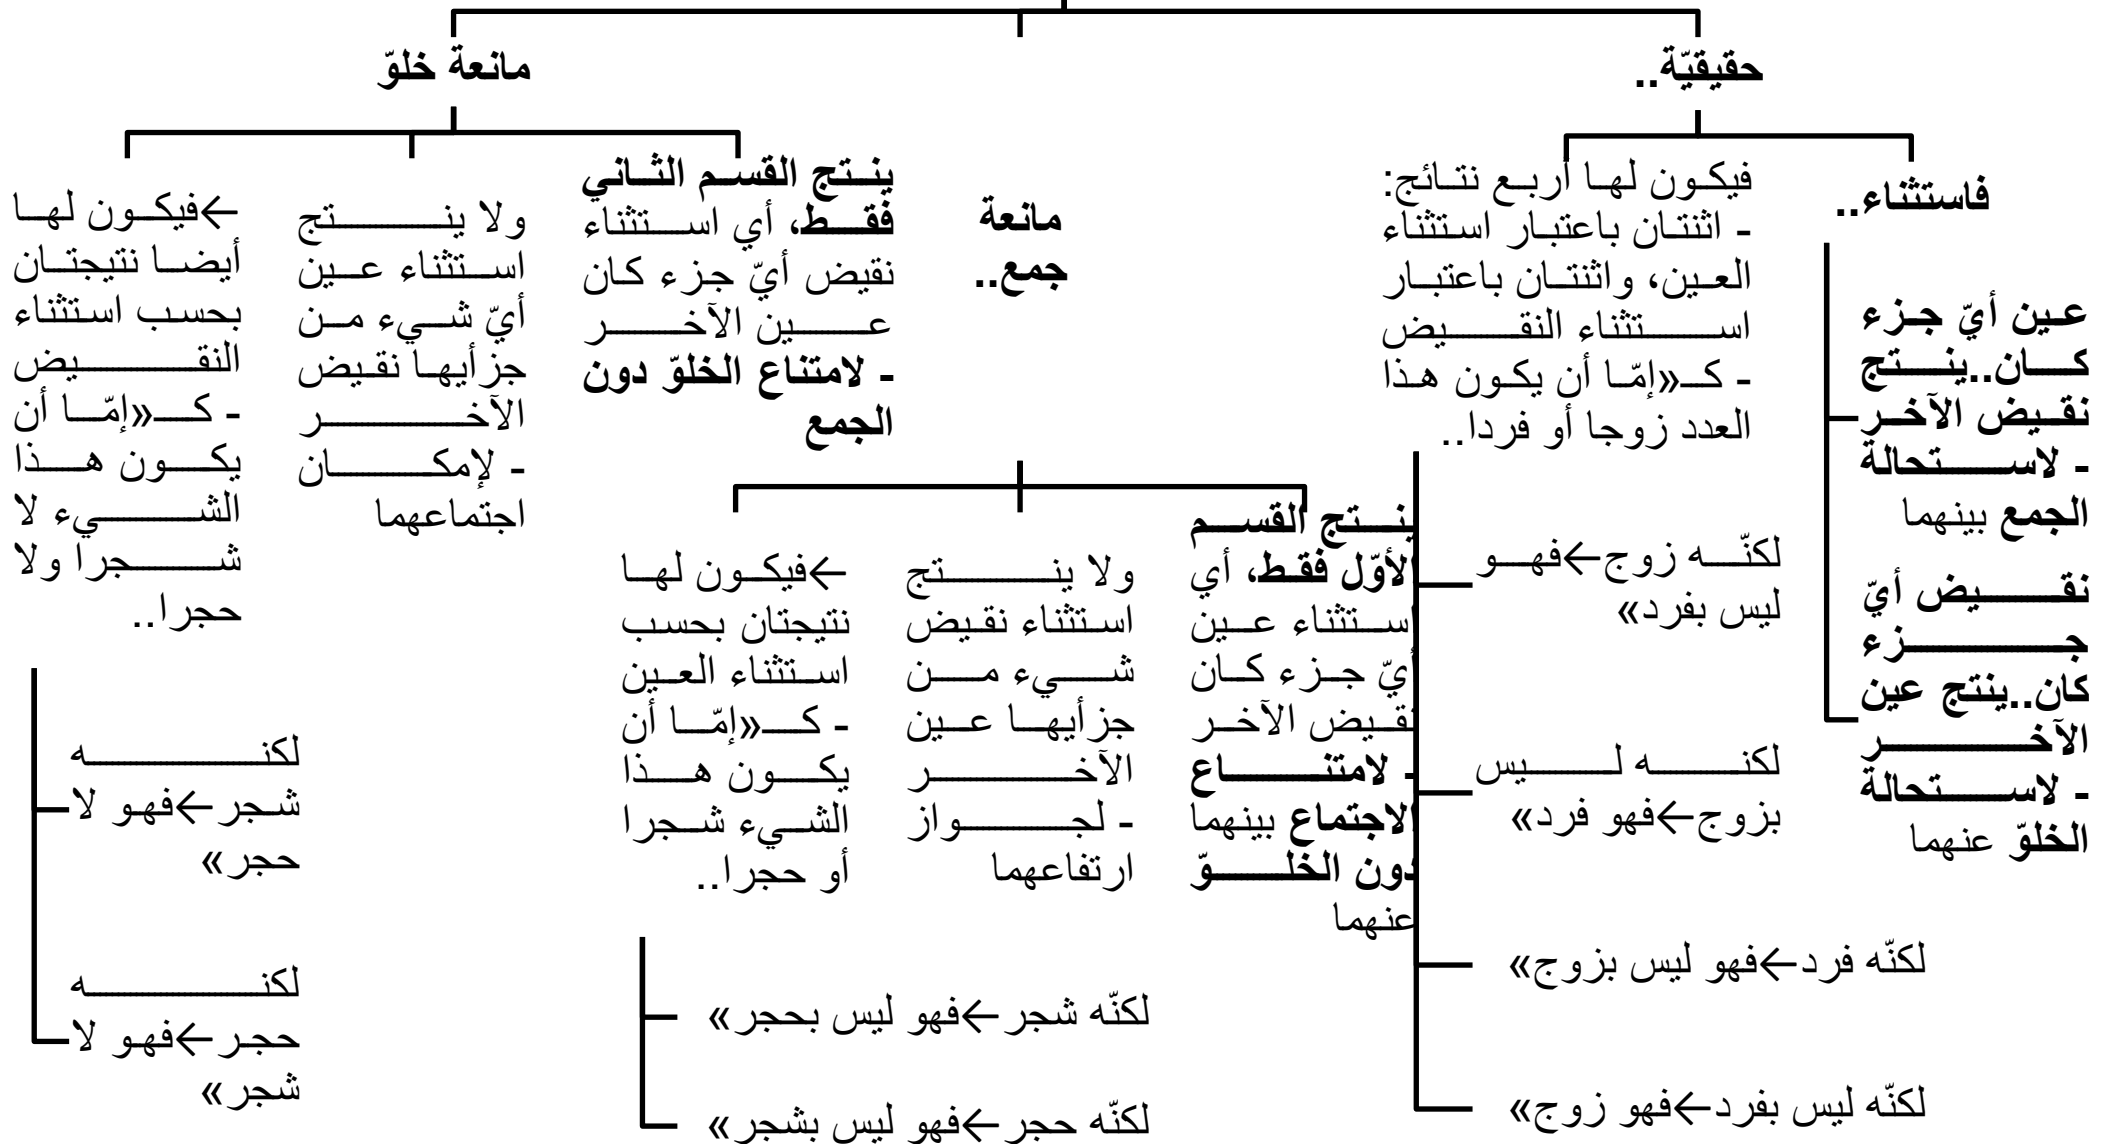 حقيقيّة..
فاستثناء..
عين أيّ جزء
كان..ينتج
نقيض الآخر
- لاستحالة
الجمع بينهما
نقيض أيّ
جزء
كان..ينتج عين
الآخر
- لاستحالة
الخلوّ عنهما
فيكون لها أربع نتائج:
- اثنتان باعتبار استثناء
العين، واثنتان باعتبار
استثناء النقيض
- كـ«إمّا أن يكون هذا
العدد زوجا أو فردا..
لكنّه زوج←فهو
ليس بفرد»
لكنه ليس
بزوج←فهو فرد»
لكنّه فرد←فهو ليس بزوج»
لكنّه ليس بفرد←فهو زوج»
مانعة
جمع..
ينتج القسم
الأوّل فقط، أي
استثناء عين
أيّ جزء كان
نقيض الآخر
- لامتناع
الاجتماع بينهما
دون الخلوّ
عنهما
ولا ينتج
استثناء نقيض
شيء من
جزأيها عين
الآخر
- لجواز
ارتفاعهما
←فيكون لها
نتيجتان بحسب
استثناء العين
- كـ«إمّا أن
يكون هذا
الشيء شجرا
أو حجرا..
لكنّه شجر←فهو ليس بحجر»
لكنّه حجر←فهو ليس بشجر»
مانعة خلوّ
ينتج القسم الثاني
فقط، أي استثناء
نقيض أيّ جزء كان
عين الآخر
- لامتناع الخلوّ دون
الجمع
ولا ينتج
استثناء عين
أيّ شيء من
جزأيها نقيض
الآخر
- لإمكان
اجتماعهما
←فيكون لها
أيضا نتيجتان
بحسب استثناء
النقيض
- كـ«إمّا أن
يكون هذا
الشيء لا
شجرا ولا
حجرا..
لكنه
شجر←فهو لا
حجر»
لكنه
حجر←فهو لا
شجر»